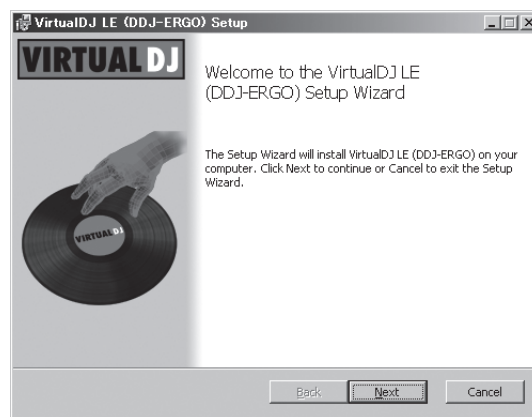 VirtualDJ LE (DDJ-ERGO) Setup
VIRTUAL DJ
Welcome to the VirtualDJ LE
(DDJ-ERGO) Setup Wizard
The Setup Wizard will install VirtualDJ LE (DDJ-ERGO) on your
computer. Click Next to continue or Cancel to exit the Setup
Wizard.
VIRTUAL DJ
Back
Next
Cancel